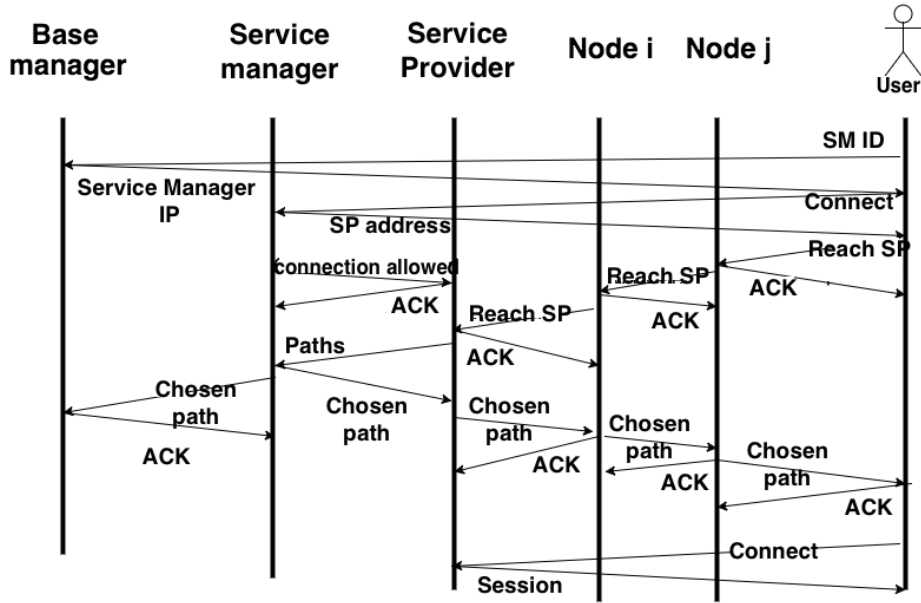 Base
manager
Service
manager
Service
Provider
Node i
Node j
User
SM ID
Service Manager
IP
Connect
SP address
Reach SP
connection allowed
Reach SP
ACK
ACK
Reach SP
ACK
Paths
ACK
Chosen
path
Chosen
path
Chosen
path
Chosen
path
Chosen
path
ACK
ACK
ACK
ACK
Connect
Session